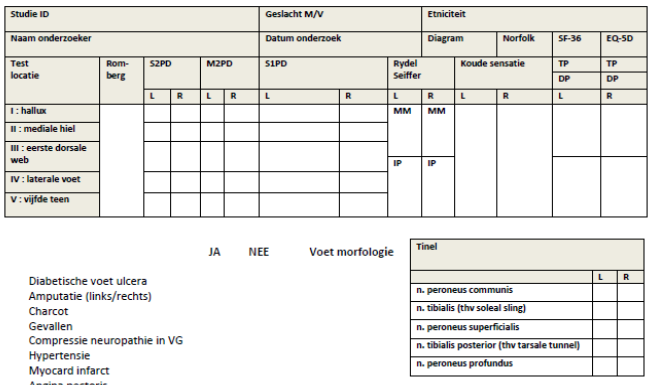 Studie ID Geslacht M/V Etniciteit
Naam onderzoeker Datum onderzoek Diagram Norfolk SF-36 EQ-5D
Test locatie Rom-berg S2PD M2PD S1PD Rydel Seiffer Koude sensatie TP TP
DP DP
L R L R L R L R L R L R
I : hallux MM MM
II : mediale hiel
III : eerste dorsale
web IP IP
IV : laterale voet
V : vijfde teen
JA NEE Voet morfologie Tinel
L R
Diabetische voet ulcera
Amputatie (links/rechts)
Charcot
Gevallen
Compressie neuropathie in VG
Hypertensie
Myocard infarct
Angina pectoris
n. peroneus communis
n. tibialis (thv soleal sling)
n. peroneus superficialis
n. tibialis posterior (thv tarsale tunnel)
n. peroneus profundus